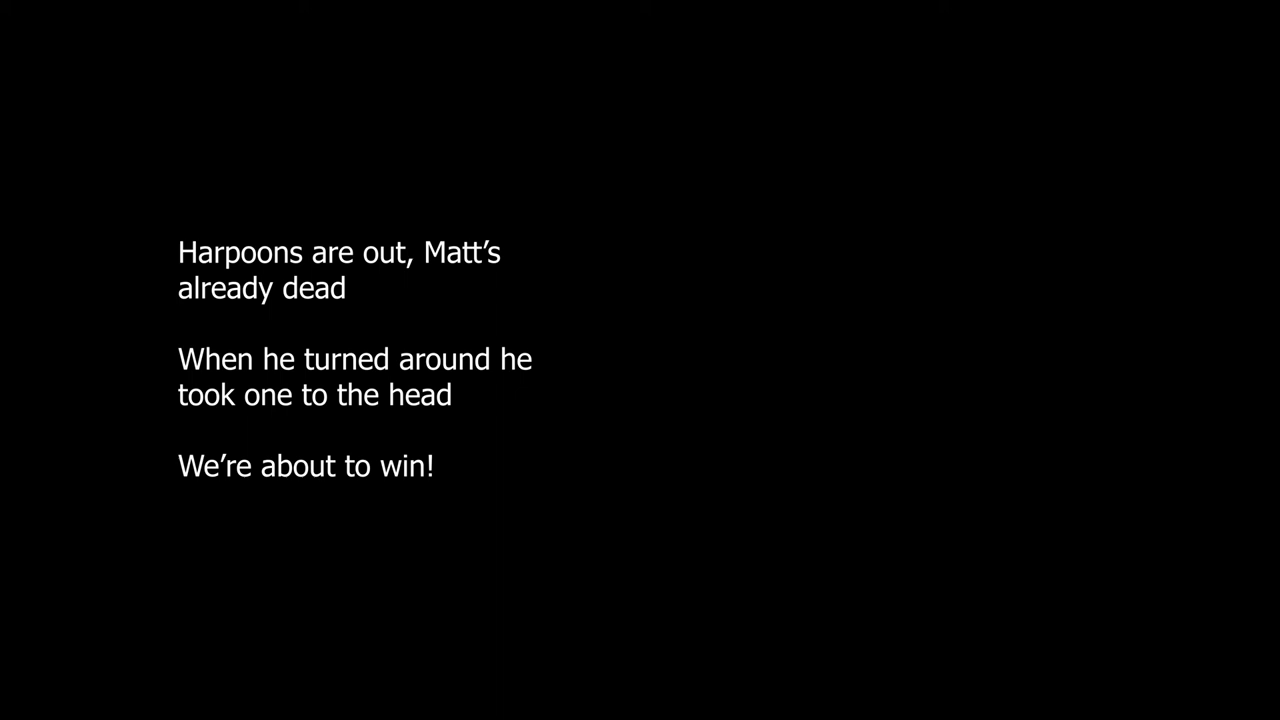 Harpoons are out, Matt’s
already dead
When he turned around he
took one to the head
We’re about to win!